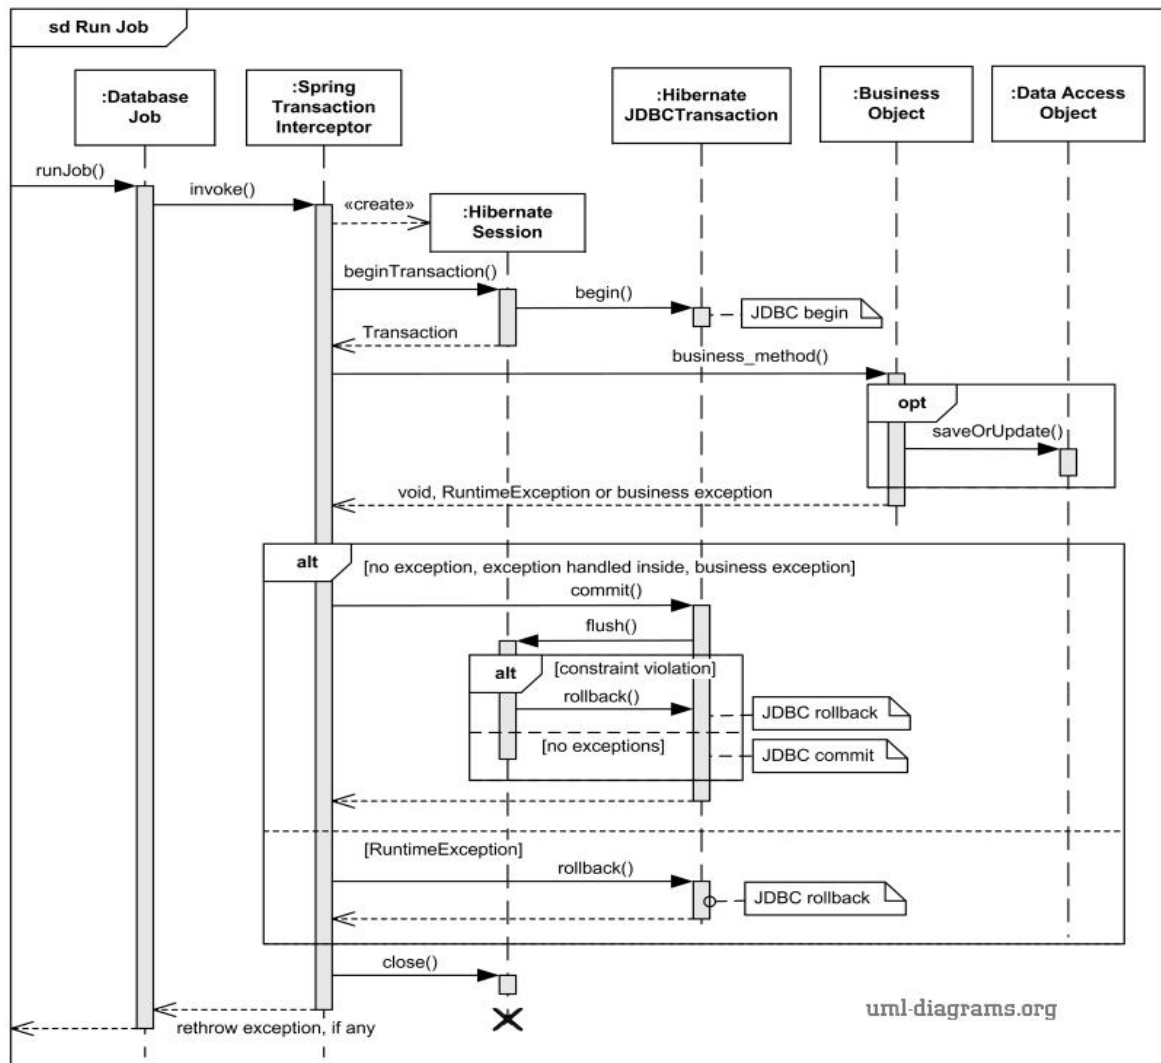 sd Run Job
:Database
Job
:Spring
Transaction
Interceptor
:Hibernate
JDBCTransaction
:Business
Object
:Data Access
Object
runJob()
invoke()
«create»
:Hibernate
Session
beginTransaction()
begin()
JDBC begin
Transaction
business_method()
opt
saveOrUpdate()
void, RuntimeException or business exception
alt
[no exception, exception handled inside, business exception]
commit()
flush()
alt
[constraint violation]
rollback()
JDBC rollback
[no exceptions]
JDBC commit
[RuntimeException]
rollback()
JDBC rollback
close()
rethrow exception, if any
uml-diagrams.org